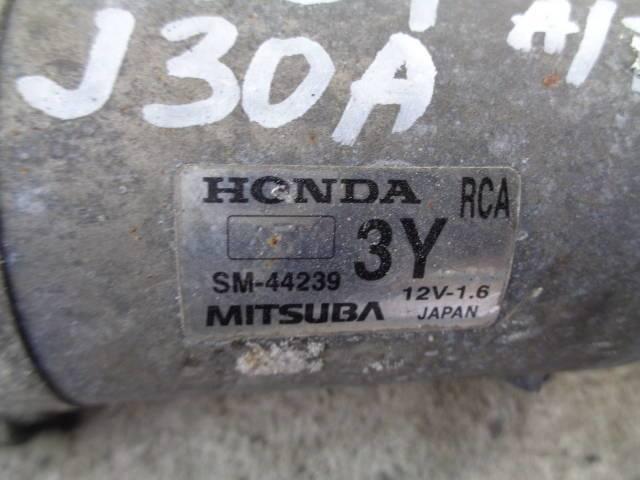 J30A
HONDA RCA
3Y
SM-44239 12V-1.6
MITSUBA JAPAN